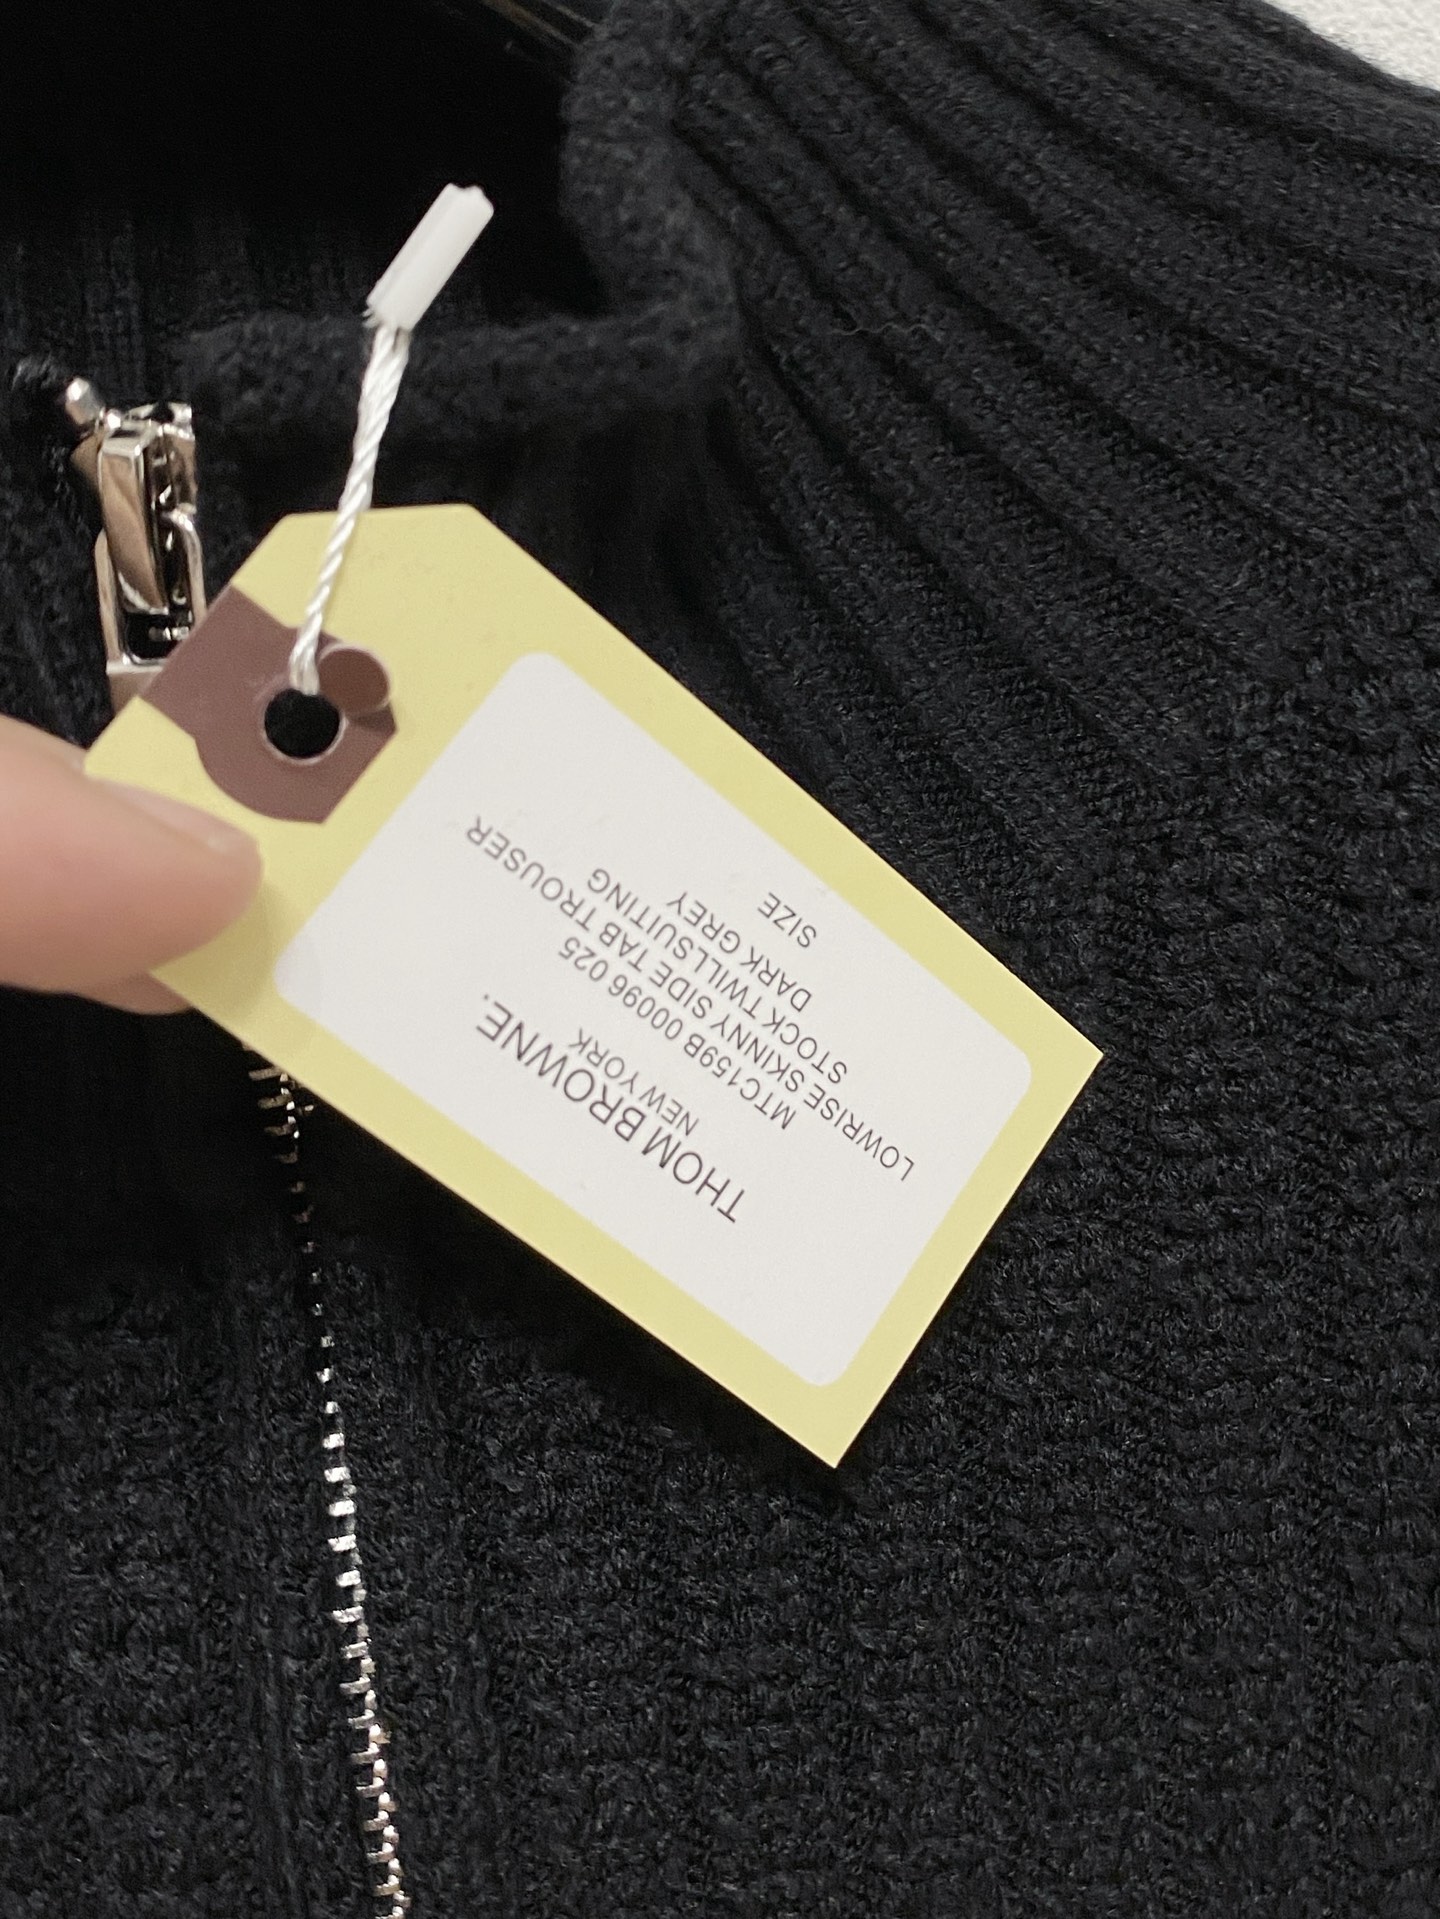 THOM BROWNE.
NEW YORK
MTC159B 00096 025
LOWRISE SKINNY SIDE TAB TROUSER
STOCK TWILLSUITING
DARK GREY
SIZE